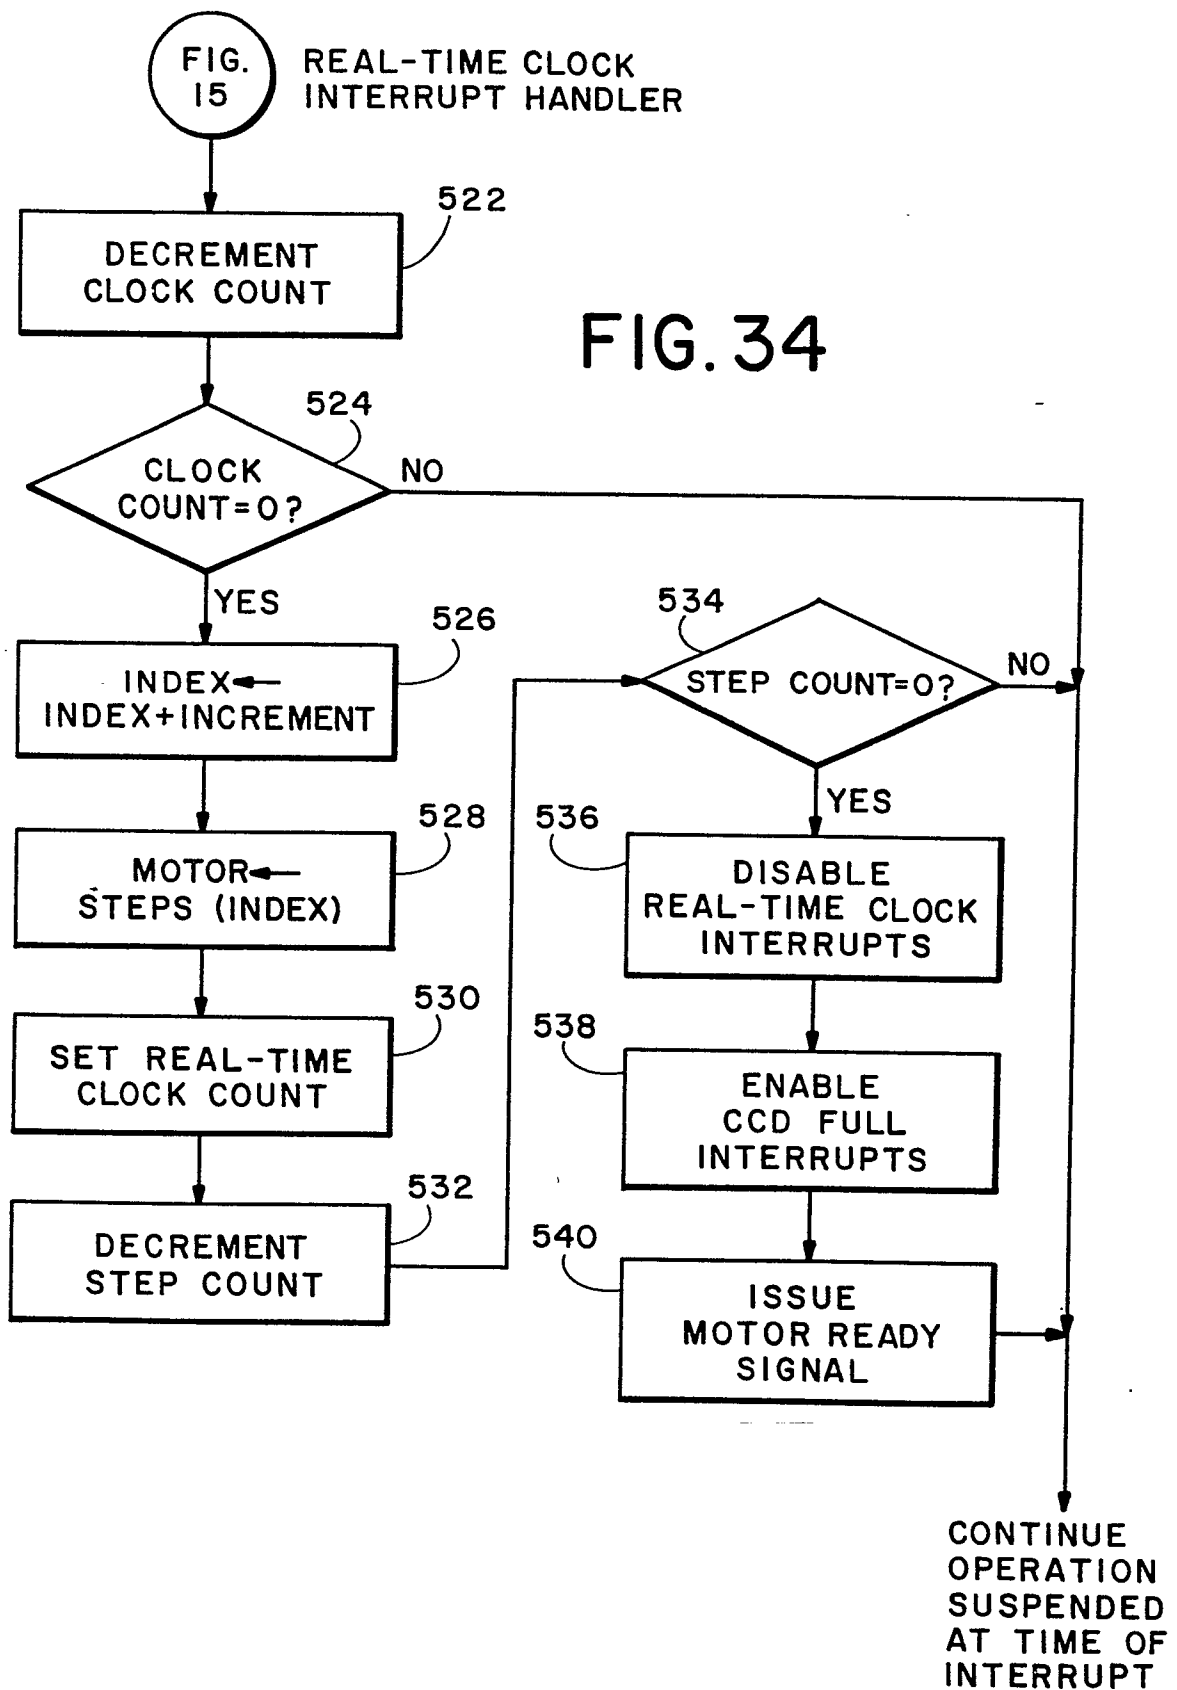 FIG.
15
REAL-TIME CLOCK
INTERRUPT HANDLER
522
DECREMENT
CLOCK COUNT
FIG. 34
524
CLOCK
COUNT=0?
NO
YES
526
INDEX←
INDEX+INCREMENT
528
MOTOR←
STEPS (INDEX)
530
SET REAL-TIME
CLOCK COUNT
532
DECREMENT
STEP COUNT
534
STEP COUNT=0?
NO
YES
536
DISABLE
REAL-TIME CLOCK
INTERRUPTS
538
ENABLE
CCD FULL
INTERRUPTS
540
ISSUE
MOTOR READY
SIGNAL
CONTINUE
OPERATION
SUSPENDED
AT TIME OF
INTERRUPT